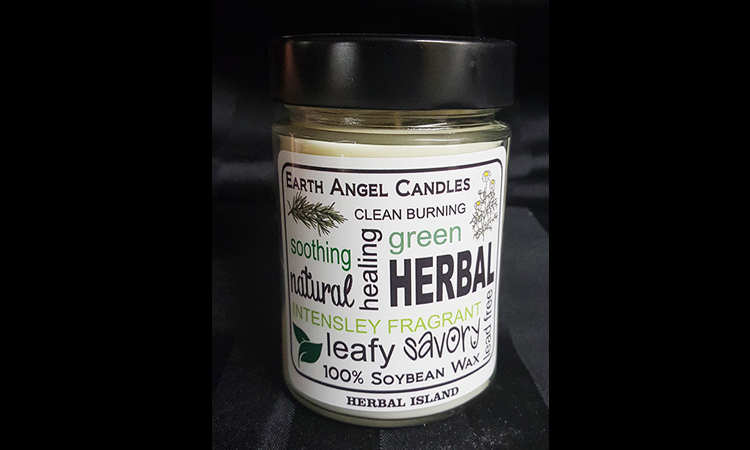 EARTH ANGEL CANDLES
CLEAN BURNING
soothing
healing
green
natural
HERBAL
INTENSLEY FRAGRANT
lead free
leafy savory
100% SOYBEAN WAX
HERBAL ISLAND